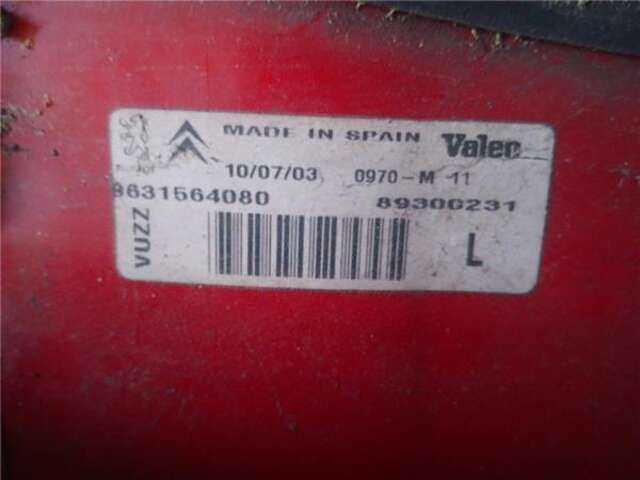 MADE IN SPAIN Valeo
10/07/03 0970-M 11
9631564080 89300231
VUZZ
L